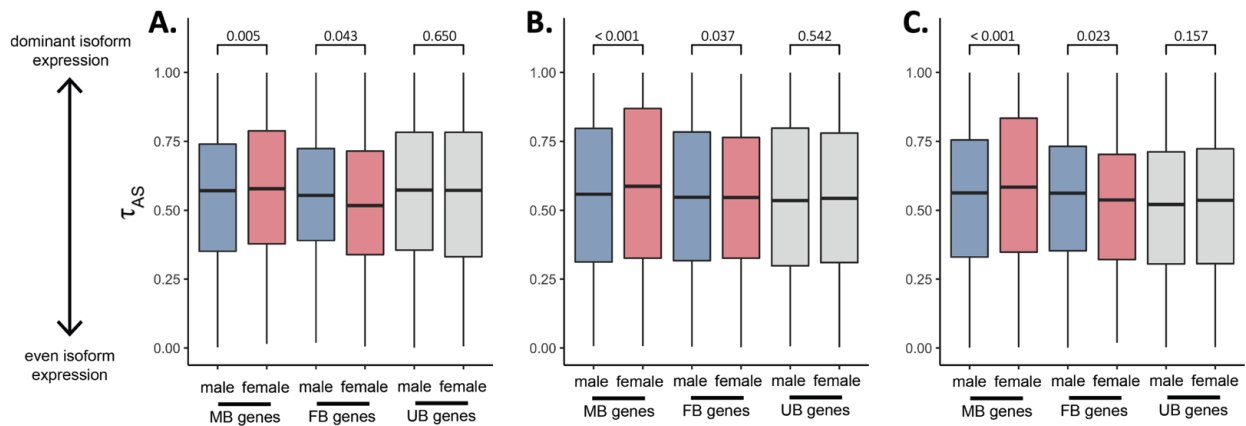 dominant isoform
expression
even isoform
expression
A.
0.005
0.043
0.650
τAS
1.00
0.75
0.50
0.25
0.00
male female male female male female
MB genes FB genes UB genes
B.
< 0.001
0.037
0.542
1.00
0.75
0.50
0.25
0.00
male female male female male female
MB genes FB genes UB genes
C.
< 0.001
0.023
0.157
1.00
0.75
0.50
0.25
0.00
male female male female male female
MB genes FB genes UB genes